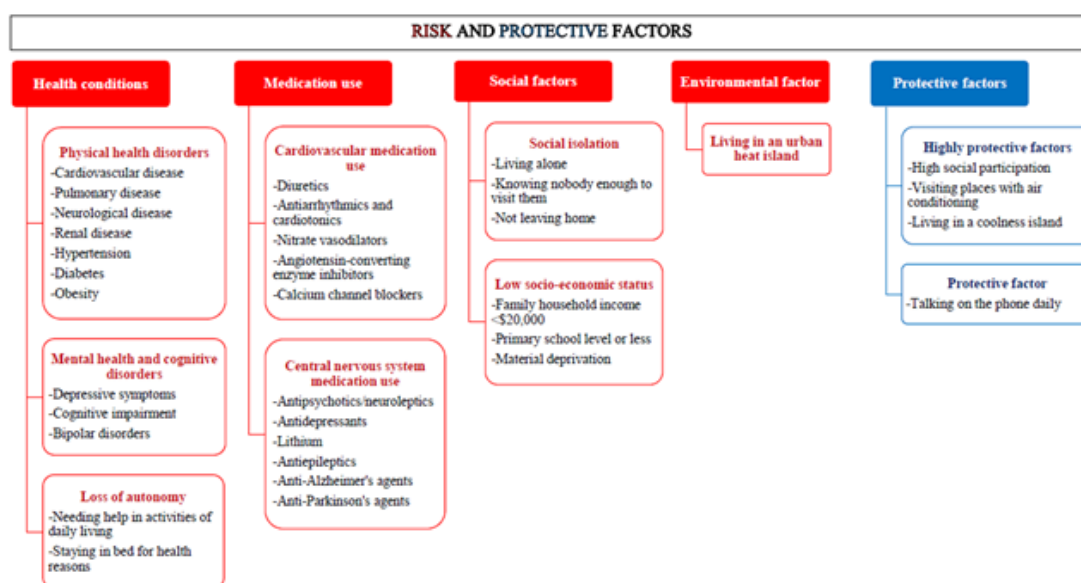 RISK AND PROTECTIVE FACTORS
Health conditions
Physical health disorders
-Cardiovascular disease
-Pulmonary disease
-Neurological disease
-Renal disease
-Hypertension
-Diabetes
-Obesity
Mental health and cognitive
disorders
-Depressive symptoms
-Cognitive impairment
-Bipolar disorders
Loss of autonomy
-Needing help in activities of
daily living
-Staying in bed for health
reasons
Medication use
Cardiovascular medication
use
-Diuretics
-Antiarrhythmics and
cardiotonics
-Nitrate vasodilators
-Angiotensin-converting
enzyme inhibitors
-Calcium channel blockers
Central nervous system
medication use
-Antipsychotics/neuroleptics
-Antidepressants
-Lithium
-Antiepileptics
-Anti-Alzheimer's agents
-Anti-Parkinson's agents
Social factors
Social isolation
-Living alone
-Knowing nobody enough to
visit them
-Not leaving home
Low socio-economic status
-Family household income
<$20,000
-Primary school level or less
-Material deprivation
Environmental factor
Living in an urban
heat island
Protective factors
Highly protective factors
-High social participation
-Visiting places with air
conditioning
-Living in a coolness island
Protective factor
-Talking on the phone daily